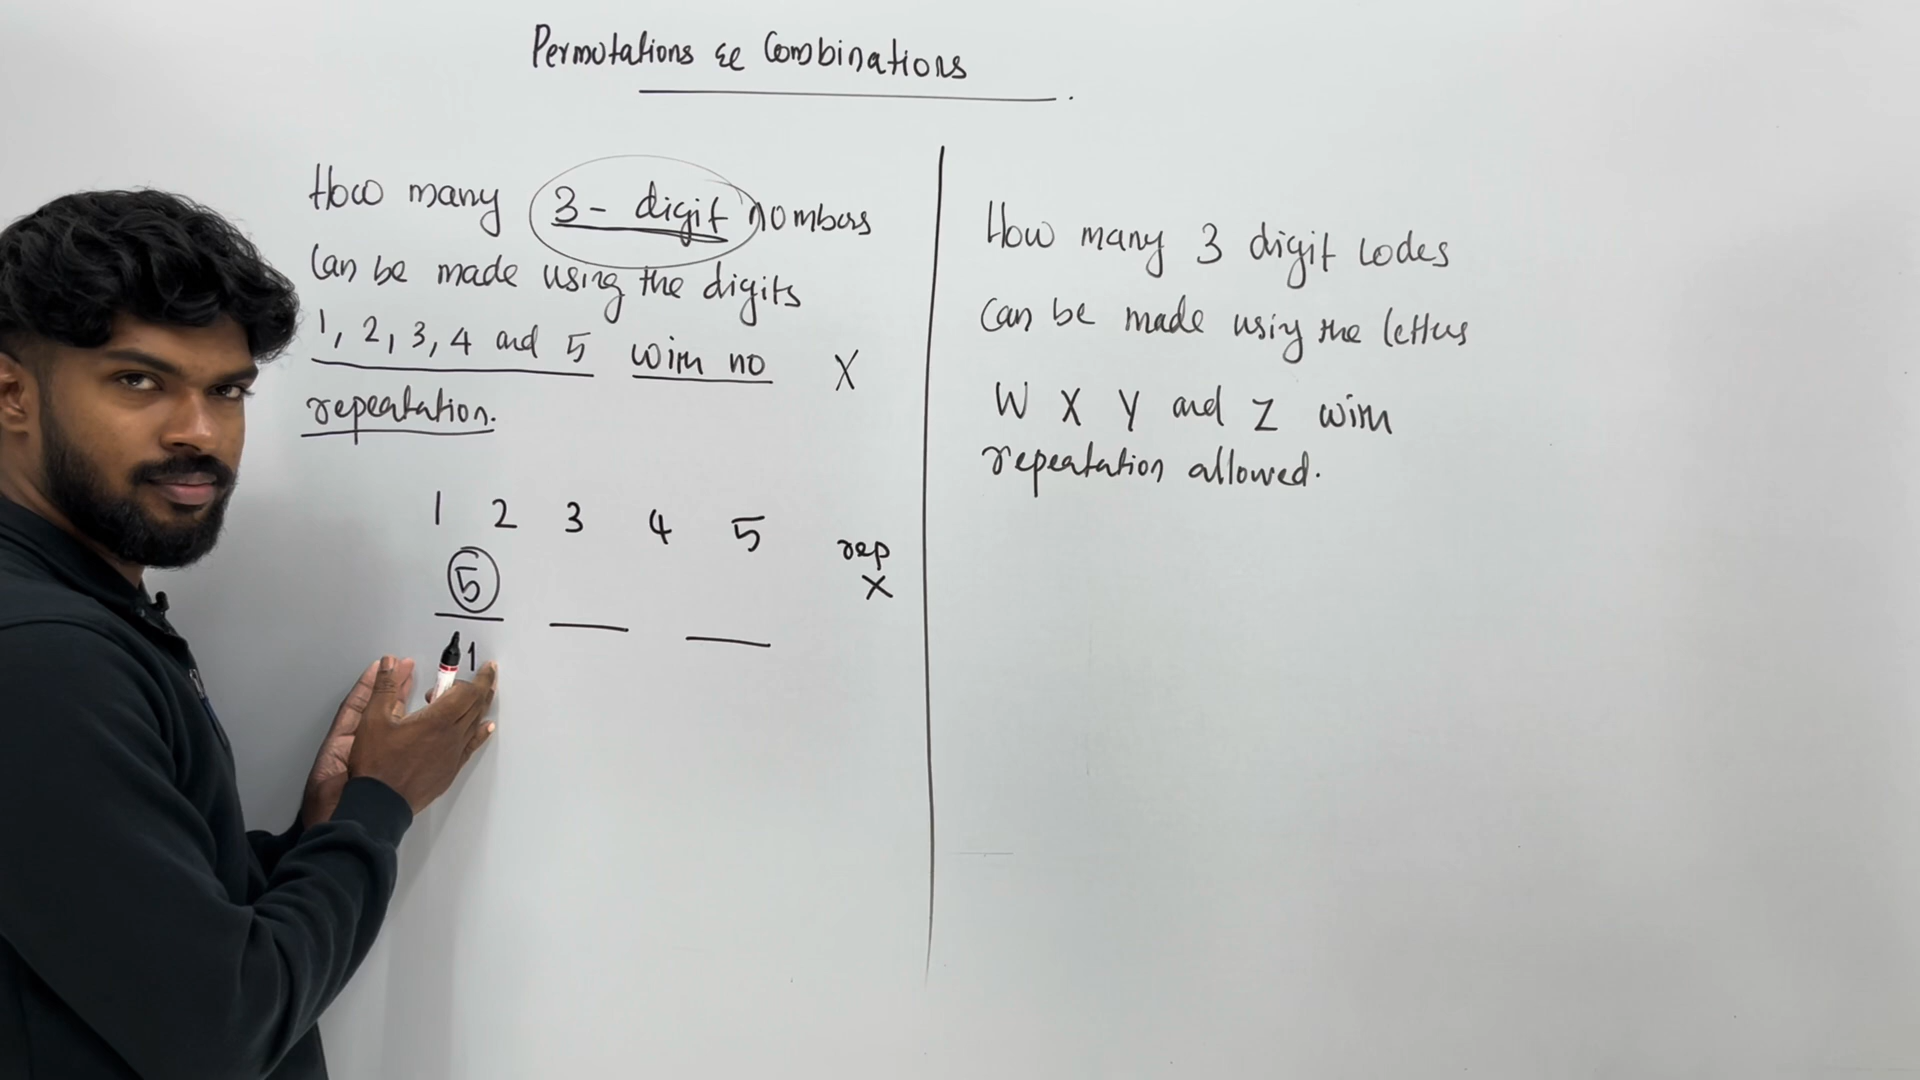 Permutations & Combinations
How many 3 - digit numbers
Can be made using the digits
1, 2, 3, 4 and 5 with no X
repeatation.
1 2 3 4 5
rep
X
5
1
How many 3 digit codes
can be made using the letters
W X Y and Z with
repeatation allowed.